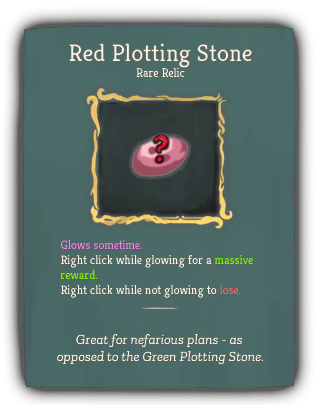 Red Plotting Stone
Rare Relic
?
Glows sometime.
Right click while glowing for a massive
reward.
Right click while not glowing to lose.
Great for nefarious plans - as
opposed to the Green Plotting Stone.